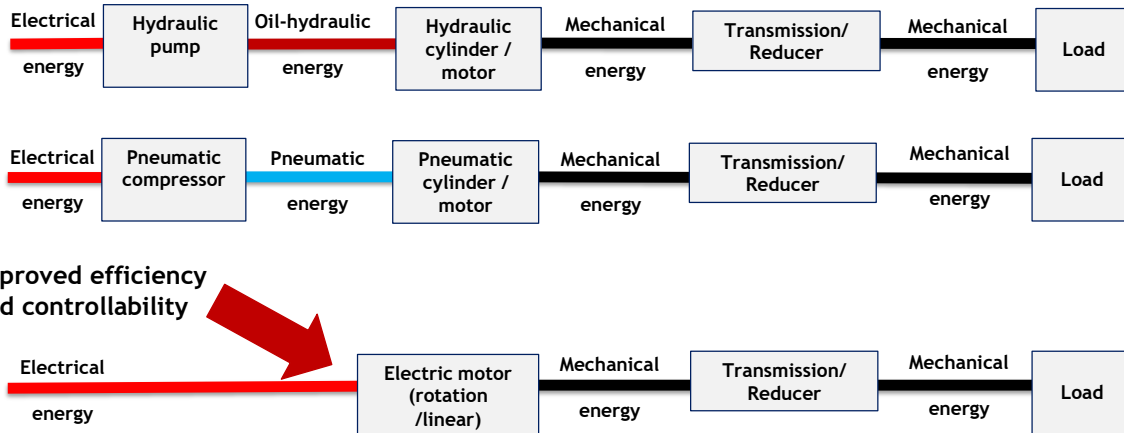 Electrical
energy
Hydraulic
pump
Oil-hydraulic
energy
Hydraulic
cylinder /
motor
Mechanical
energy
Transmission/
Reducer
Mechanical
energy
Load
Electrical
energy
Pneumatic
compressor
Pneumatic
energy
Pneumatic
cylinder /
motor
Mechanical
energy
Transmission/
Reducer
Mechanical
energy
Load
proved efficiency
d controllability
Electrical
energy
Electric motor
(rotation
/linear)
Mechanical
energy
Transmission/
Reducer
Mechanical
energy
Load